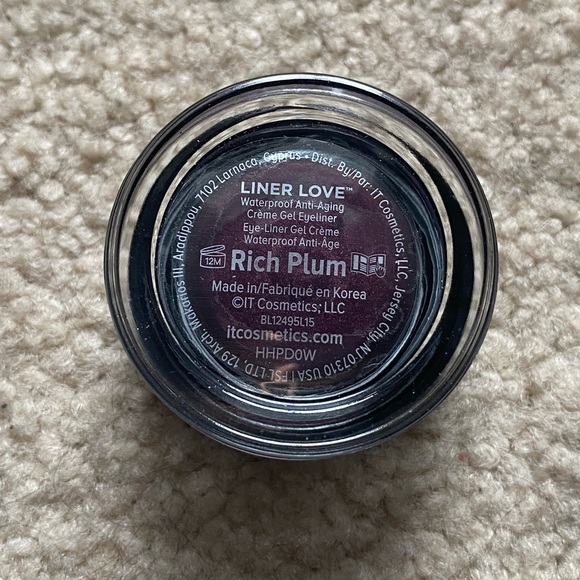 LINER LOVE™
Waterproof Anti-Aging
Crème Gel Eyeliner
Eye-Liner Gel Crème
Waterproof Anti-Âge
12M Rich Plum
Made in/Fabriqué en Korea
©IT Cosmetics, LLC
BL12495L15
itcosmetics.com
HHPD0W
Dist. By/Par: IT Cosmetics, LLC, Jersey City, NJ 07310 USA | FSL LTD, 129 Arch. Makarios III, Aradippou, 7102 Larnaca, Cyprus •